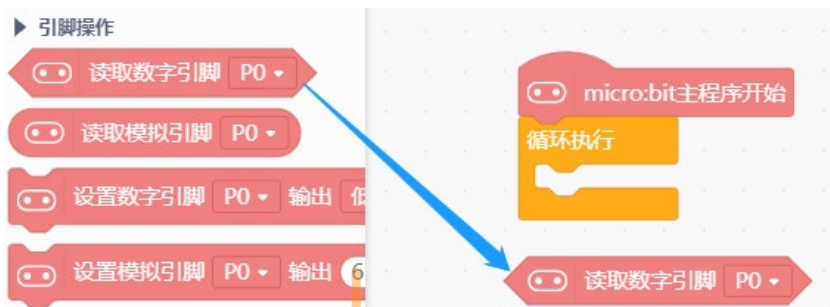 引脚操作
读取数字引脚 P0
读取模拟引脚 P0
设置数字引脚 P0 输出
设置模拟引脚 P0 输出 6
micro:bit主程序开始
循环执行
读取数字引脚 P0